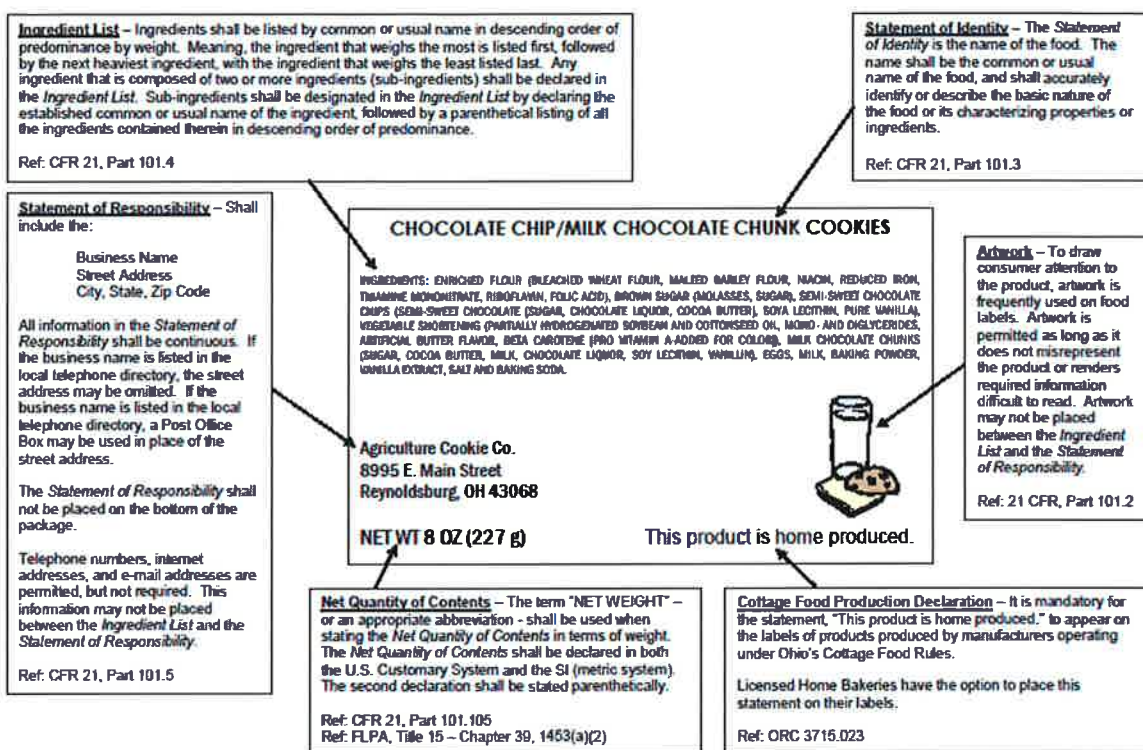 Ingredient List – Ingredients shall be listed by common or usual name in descending order of
predominance by weight. Meaning, the ingredient that weighs the most is listed first, followed
by the next heaviest ingredient, with the ingredient that weighs the least listed last. Any
ingredient that is composed of two or more ingredients (sub-ingredients) shall be declared in
the Ingredient List. Sub-ingredients shall be designated in the Ingredient List by declaring the
established common or usual name of the ingredient, followed by a parenthetical listing of all
the ingredients contained therein in descending order of predominance.
Ref: CFR 21, Part 101.4
Statement of Identity – The Statement
of Identity is the name of the food. The
name shall be the common or usual
name of the food, and shall accurately
identify or describe the basic nature of
the food or its characterizing properties or
ingredients.
Ref: CFR 21, Part 101.3
Statement of Responsibility – Shall
include the:
Business Name
Street Address
City, State, Zip Code
All information in the Statement of
Responsibility shall be continuous. If
the business name is listed in the
local telephone directory, the street
address may be omitted. If the
business name is listed in the local
telephone directory, a Post Office
Box may be used in place of the
street address.
The Statement of Responsibility shall
not be placed on the bottom of the
package.
Telephone numbers, internet
addresses, and e-mail addresses are
permitted, but not required. This
information may not be placed
between the Ingredient List and the
Statement of Responsibility.
Ref: CFR 21, Part 101.5
CHOCOLATE CHIP/MILK CHOCOLATE CHUNK COOKIES
INGREDIENTS: ENRICHED FLOUR (BLEACHED WHEAT FLOUR, MALTED BARLEY FLOUR, NIACIN, REDUCED IRON,
THIAMINE MONONITRATE, RIBOFLAVIN, FOLIC ACID), BROWN SUGAR (MOLASSES, SUGAR), SEMI-SWEET CHOCOLATE
CHIPS (SEMI-SWEET CHOCOLATE (SUGAR, CHOCOLATE LIQUOR, COCOA BUTTER), SOYA LECITHIN, PURE VANILLA),
VEGETABLE SHORTENING (PARTIALLY HYDROGENATED SOYBEAN AND COTTONSEED OIL, MONO- AND DIGLYCERIDES,
ARTIFICIAL BUTTER FLAVOR, BETA CAROTENE (PRO VITAMIN A-ADDED FOR COLOR)), MILK CHOCOLATE CHUNKS
(SUGAR, COCOA BUTTER, MILK, CHOCOLATE LIQUOR, SOY LECITHIN, VANILLIN), EGGS, MILK, BAKING POWDER,
VANILLA EXTRACT, SALT AND BAKING SODA.
Agriculture Cookie Co.
8995 E. Main Street
Reynoldsburg, OH 43068
NET WT 8 OZ (227 g)
This product is home produced.
Artwork – To draw
consumer attention to
the product, artwork is
frequently used on food
labels. Artwork is
permitted as long as it
does not misrepresent
the product or renders
required information
difficult to read. Artwork
may not be placed
between the Ingredient
List and the Statement
of Responsibility.
Ref: 21 CFR, Part 101.2
Net Quantity of Contents – The term "NET WEIGHT" –
or an appropriate abbreviation - shall be used when
stating the Net Quantity of Contents in terms of weight.
The Net Quantity of Contents shall be declared in both
the U.S. Customary System and the SI (metric system).
The second declaration shall be stated parenthetically.
Ref: CFR 21, Part 101.105
Ref: FLPA, Title 15 – Chapter 39, 1453(a)(2)
Cottage Food Production Declaration – It is mandatory for
the statement, "This product is home produced." to appear on
the labels of products produced by manufacturers operating
under Ohio's Cottage Food Rules.
Licensed Home Bakeries have the option to place this
statement on their labels.
Ref: ORC 3715.023